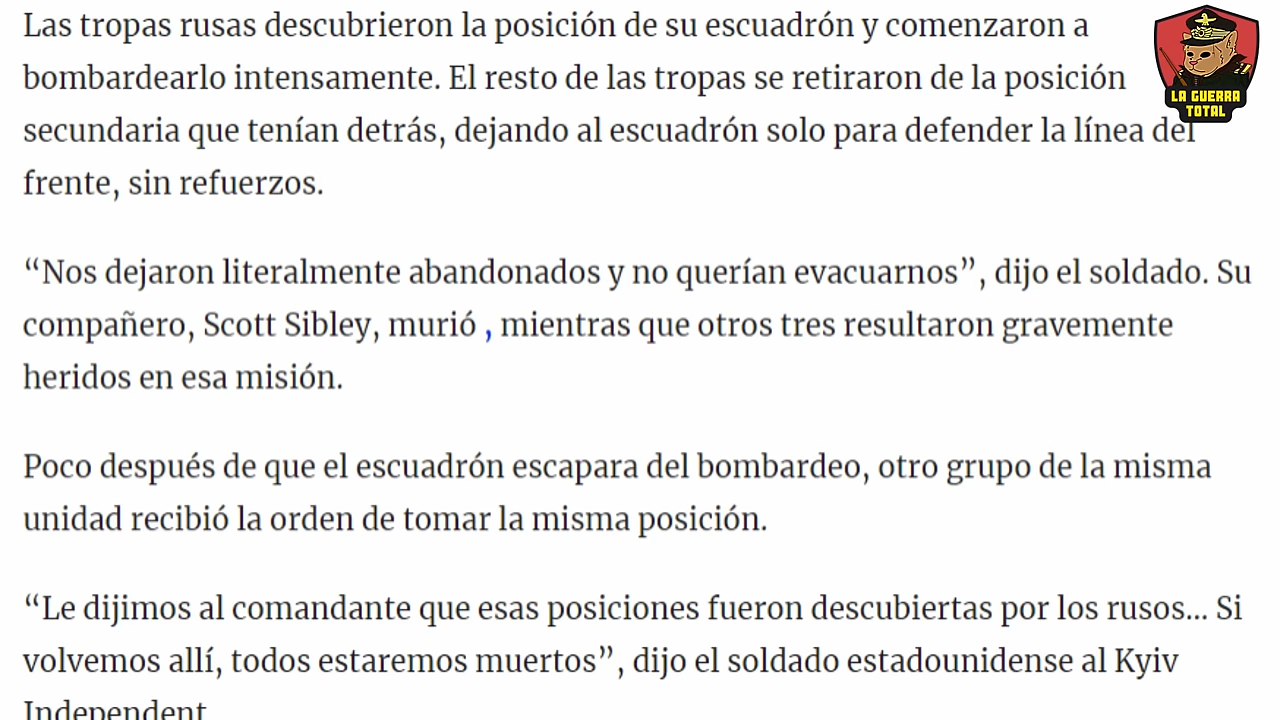 Las tropas rusas descubrieron la posición de su escuadrón y comenzaron a
bombardearlo intensamente. El resto de las tropas se retiraron de la posición
secundaria que tenían detrás, dejando al escuadrón solo para defender la línea del
frente, sin refuerzos.
“Nos dejaron literalmente abandonados y no querían evacuarnos”, dijo el soldado. Su
compañero, Scott Sibley, murió , mientras que otros tres resultaron gravemente
heridos en esa misión.
Poco después de que el escuadrón escapara del bombardeo, otro grupo de la misma
unidad recibió la orden de tomar la misma posición.
“Le dijimos al comandante que esas posiciones fueron descubiertas por los rusos... Si
volvemos allí, todos estaremos muertos”, dijo el soldado estadounidense al Kyiv
Independent
LA GUERRA
TOTAL